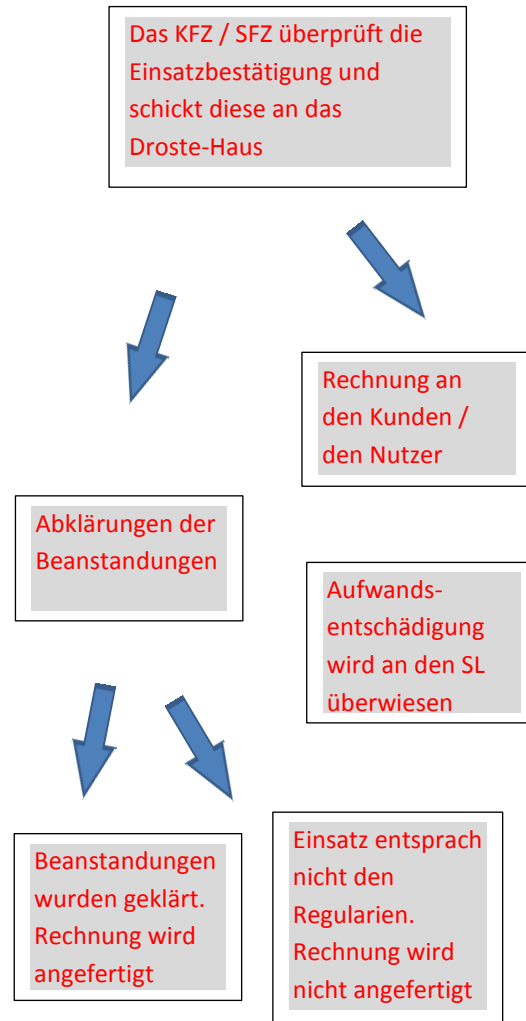 Das KFZ / SFZ überprüft die
Einsatzbestätigung und
schickt diese an das
Droste-Haus
Rechnung an
den Kunden /
den Nutzer
Abklärungen der
Beanstandungen
Aufwands-
entschädigung
wird an den SL
überwiesen
Beanstandungen
wurden geklärt.
Rechnung wird
angefertigt
Einsatz entsprach
nicht den
Regularien.
Rechnung wird
nicht angefertigt